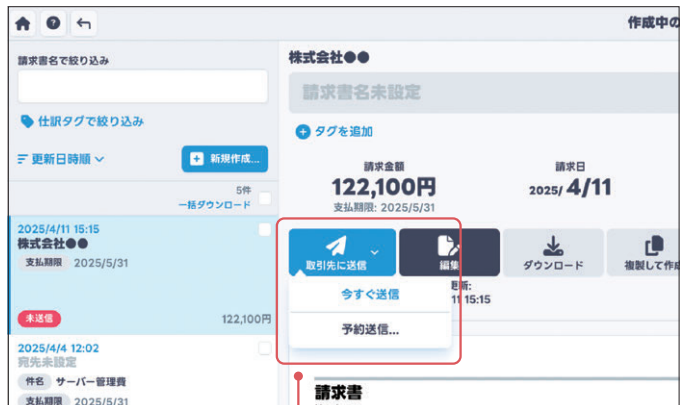 作成中の
請求書名で絞り込み
仕訳タグで絞り込み
更新日時順
新規作成...
5件
一括ダウンロード
2025/4/11 15:15
株式会社●●
支払期限 2025/5/31
未送信
122,100円
2025/4/4 12:02
宛先未設定
件名 サーバー管理費
支払期限 2025/5/31
株式会社●●
請求書名未設定
タグを追加
請求金額
122,100円
支払期限: 2025/5/31
請求日
2025/ 4/11
取引先に送信
編集
ダウンロード
複製して作成
今すぐ送信
予約送信...
更新:
11 15:15
請求書